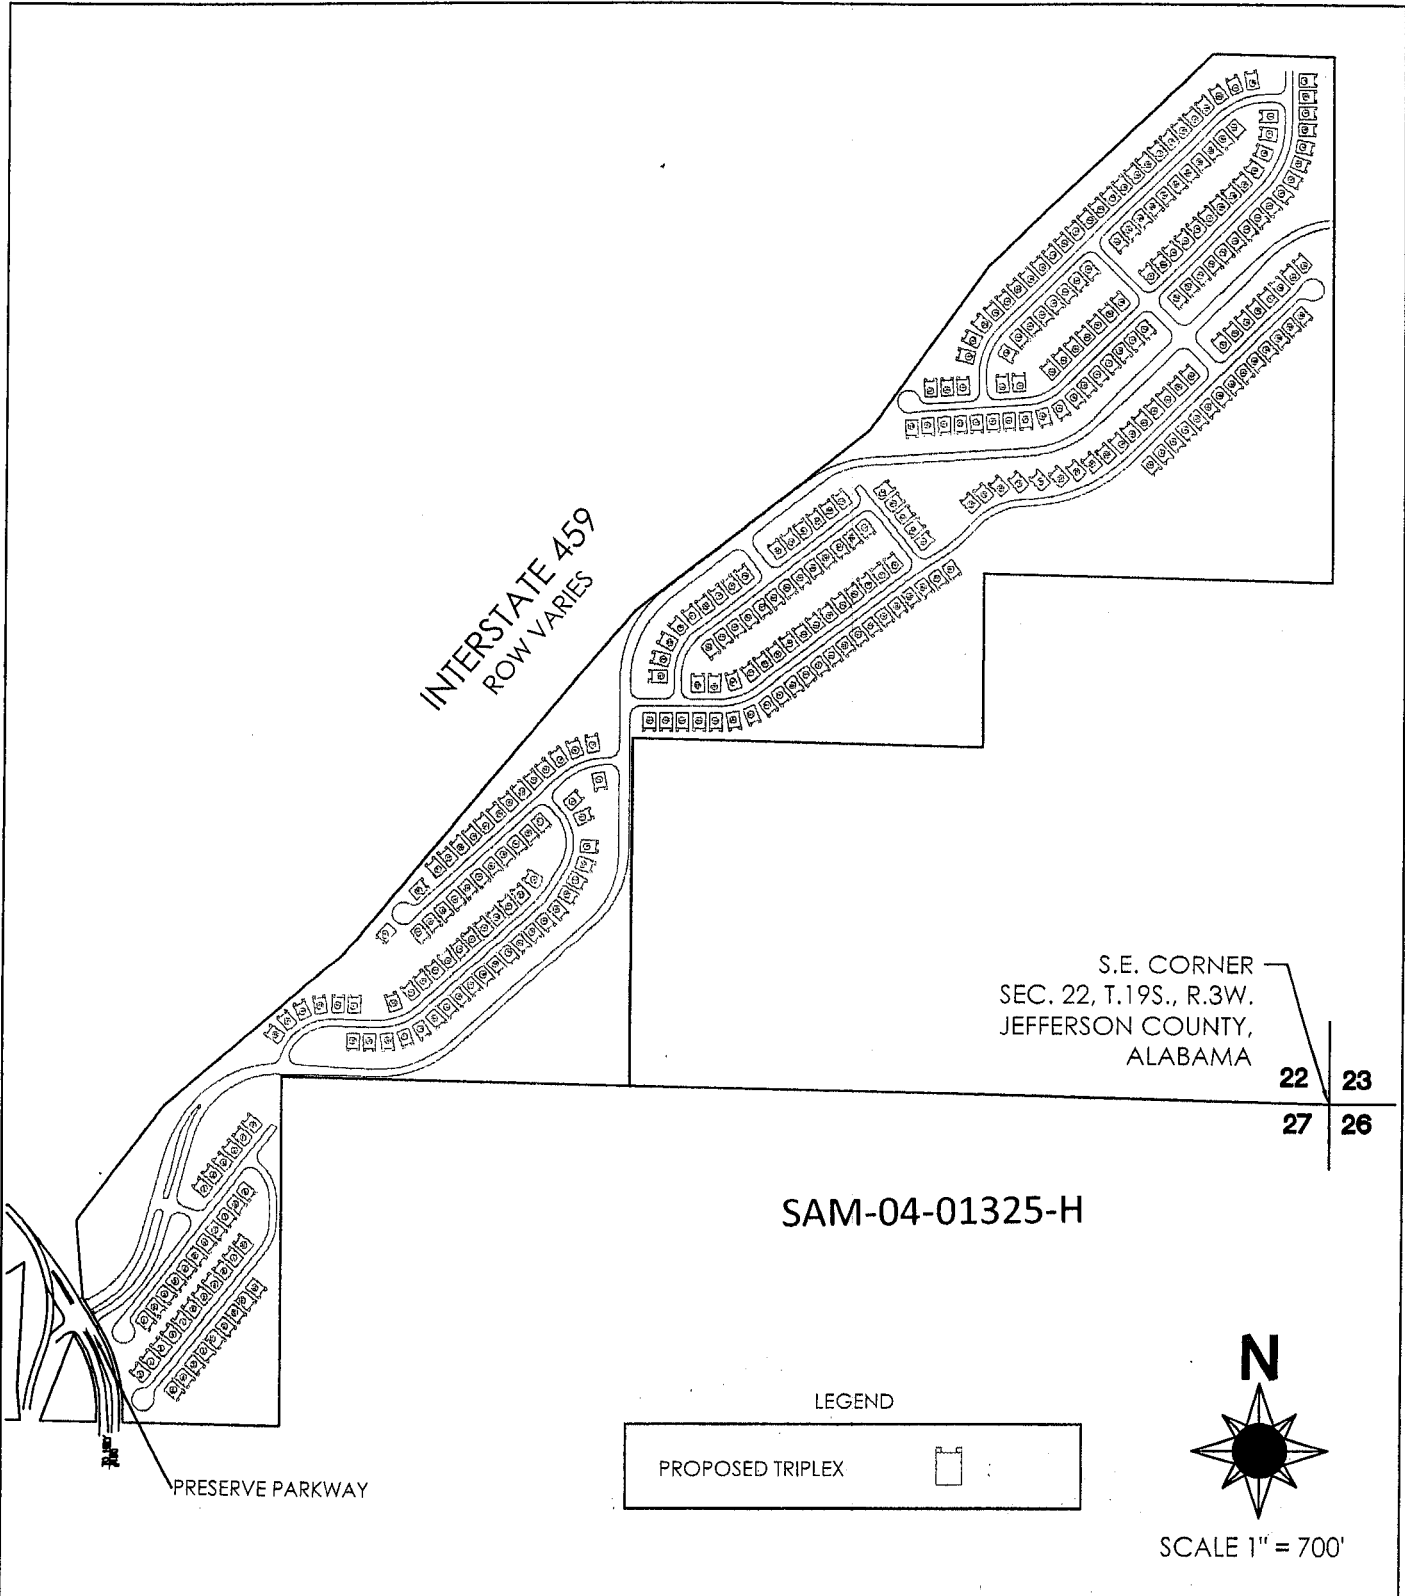 INTERSTATE 459
ROW VARIES
S.E. CORNER
SEC. 22, T.19S., R.3W.
JEFFERSON COUNTY,
ALABAMA
22 23
27 26
SAM-04-01325-H
N
LEGEND
PROPOSED TRIPLEX
PRESERVE PARKWAY
SCALE 1" = 700'